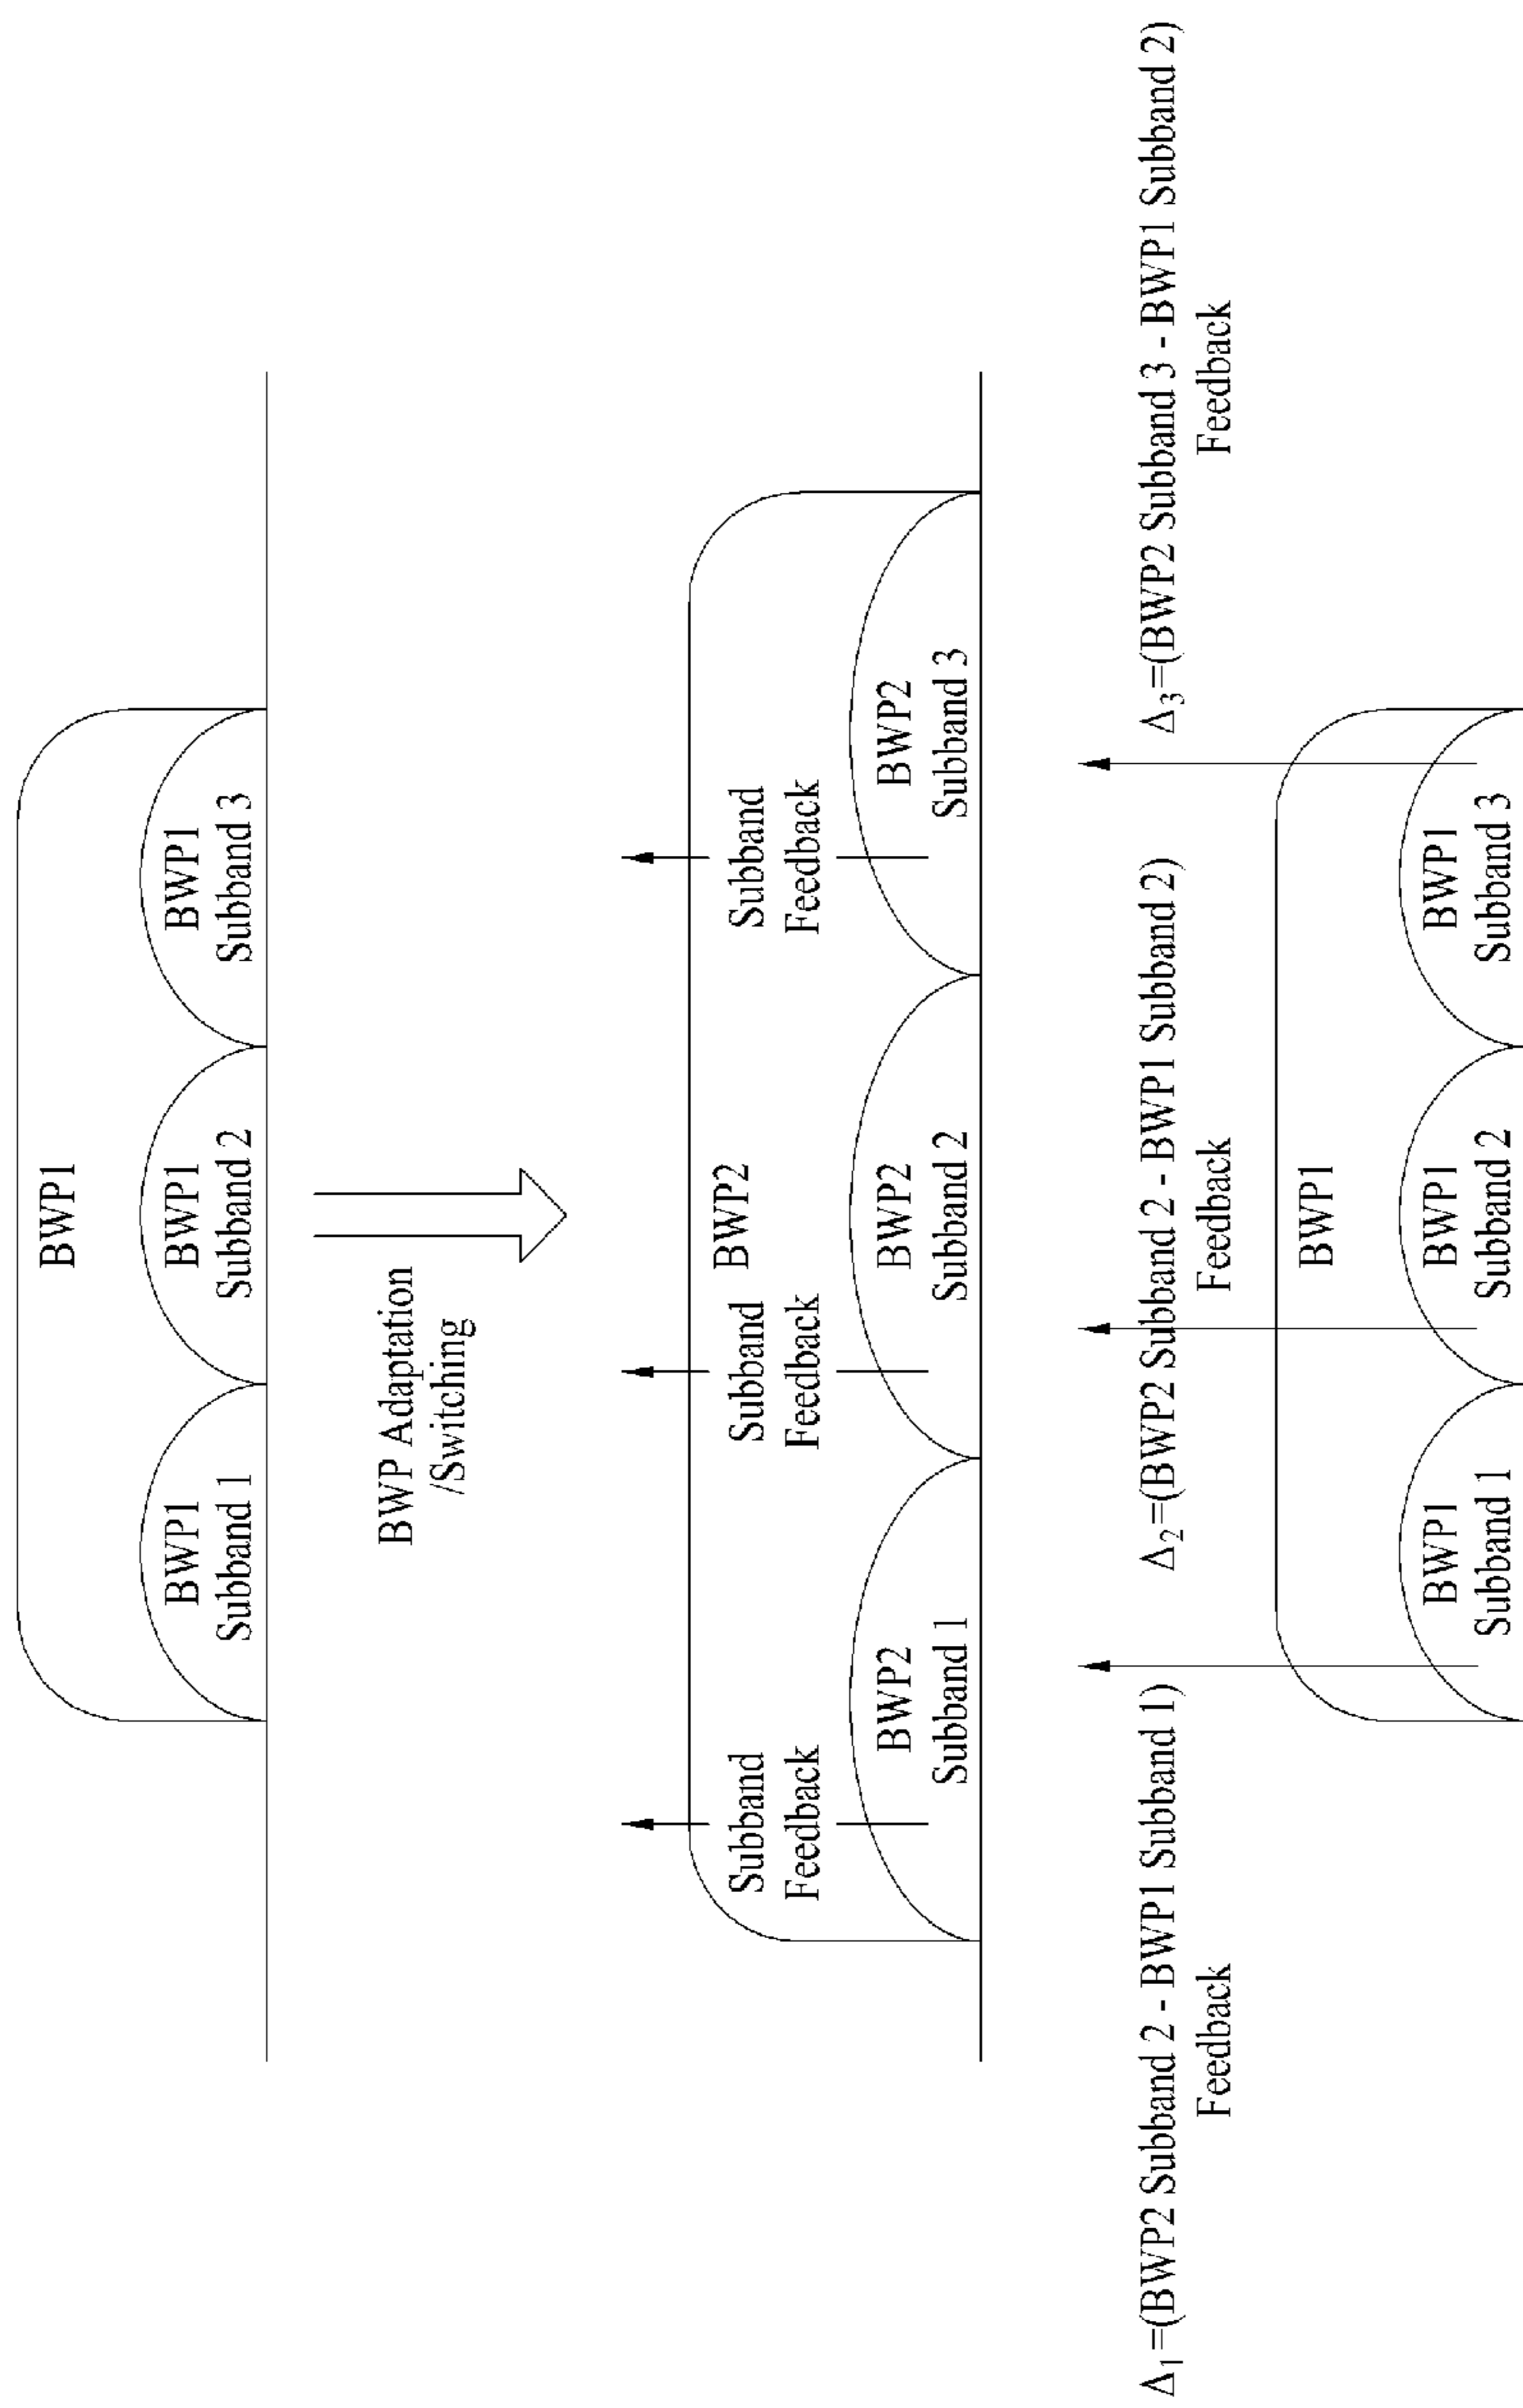 BWP1
BWP1
Subband 1
BWP1
Subband 2
BWP1
Subband 3
BWP Adaptation
/Switching
BWP2
Subband
Feedback
Subband
Feedback
Subband
Feedback
BWP2
Subband 1
BWP2
Subband 2
BWP2
Subband 3
Δ1=(BWP2 Subband 2 - BWP1 Subband 1)
Feedback
Δ2=(BWP2 Subband 2 - BWP1 Subband 2)
Feedback
Δ3=(BWP2 Subband 3 - BWP1 Subband 2)
Feedback
BWP1
BWP1
Subband 1
BWP1
Subband 2
BWP1
Subband 3